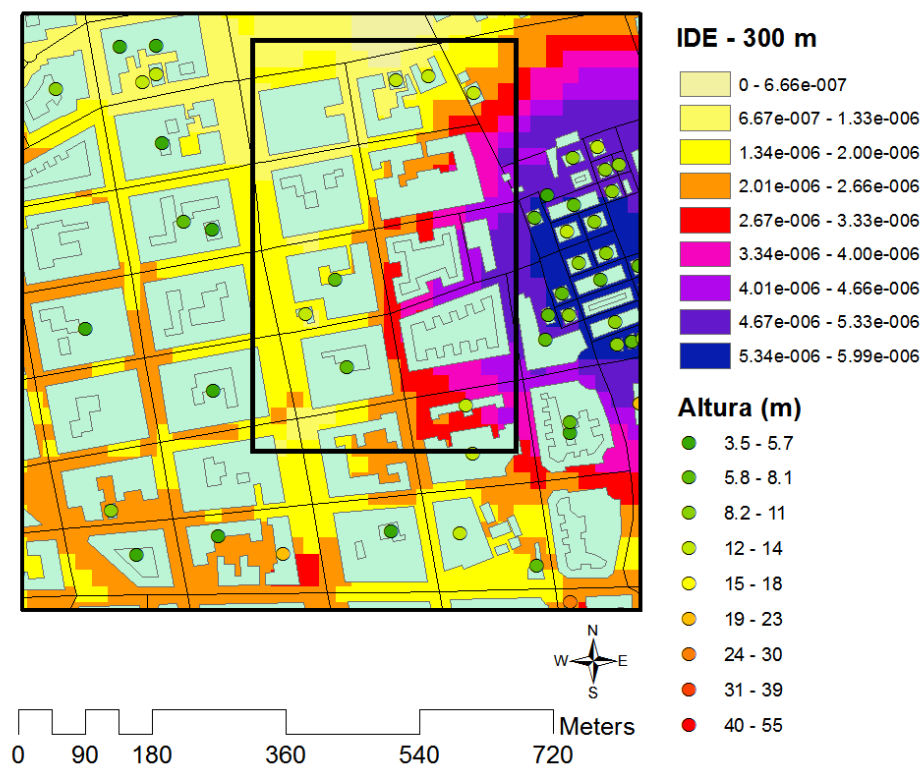 IDE - 300 m
0 - 6.66e-007
6.67e-007 - 1.33e-006
1.34e-006 - 2.00e-006
2.01e-006 - 2.66e-006
2.67e-006 - 3.33e-006
3.34e-006 - 4.00e-006
4.01e-006 - 4.66e-006
4.67e-006 - 5.33e-006
5.34e-006 - 5.99e-006
Altura (m)
3.5 - 5.7
5.8 - 8.1
8.2 - 11
12 - 14
15 - 18
19 - 23
24 - 30
31 - 39
40 - 55
N
W E
S
Meters
0 90 180 360 540 720